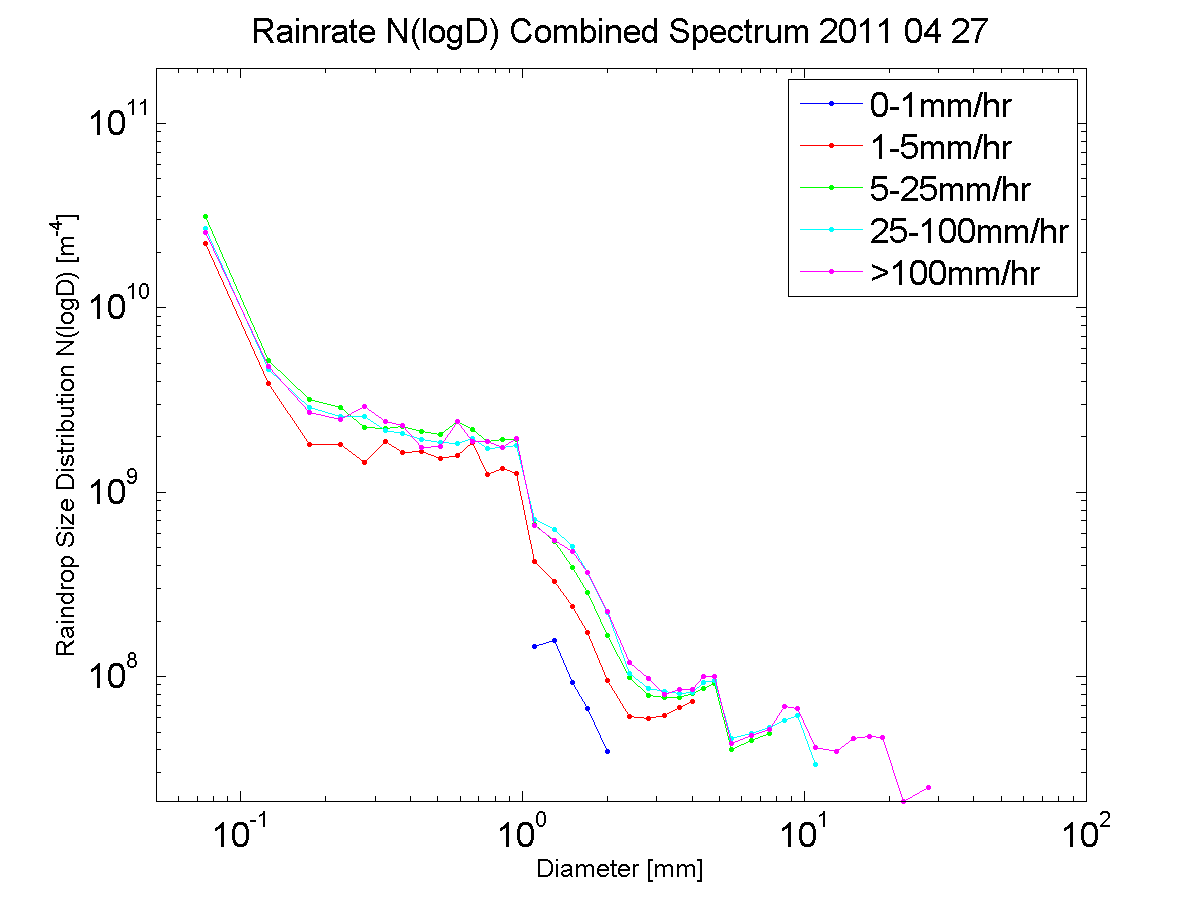 Rainrate N(logD) Combined Spectrum 2011 04 27
0-1mm/hr
1-5mm/hr
5-25mm/hr
25-100mm/hr
>100mm/hr
Raindrop Size Distribution N(logD) [m-4]
10^11
10^10
10^9
10^8
10^-1
10^0
10^1
10^2
Diameter [mm]